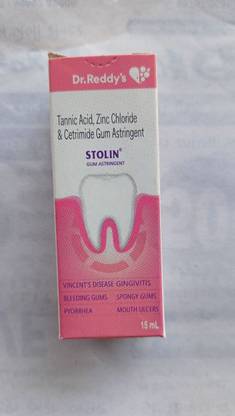 Dr.Reddy's
Tannic Acid, Zinc Chloride
& Cetrimide Gum Astringent
STOLIN®
GUM ASTRINGENT
VINCENT'S DISEASE GINGIVITIS
BLEEDING GUMS SPONGY GUMS
PYORRHEA MOUTH ULCERS
15 mL